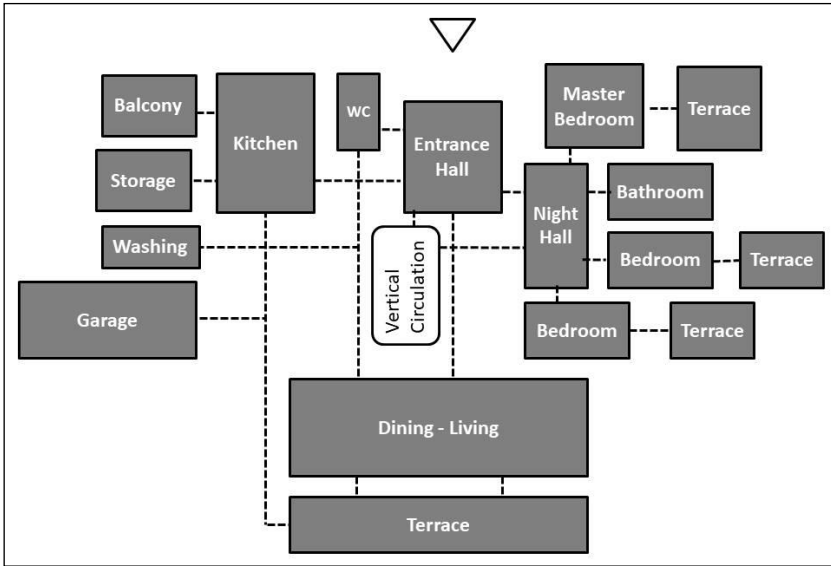 Balcony
Kitchen
WC
Entrance
Hall
Master
Bedroom
Terrace
Storage
Night
Hall
Bathroom
Washing
Vertical
Circulation
Bedroom
Terrace
Garage
Bedroom
Terrace
Dining - Living
Terrace